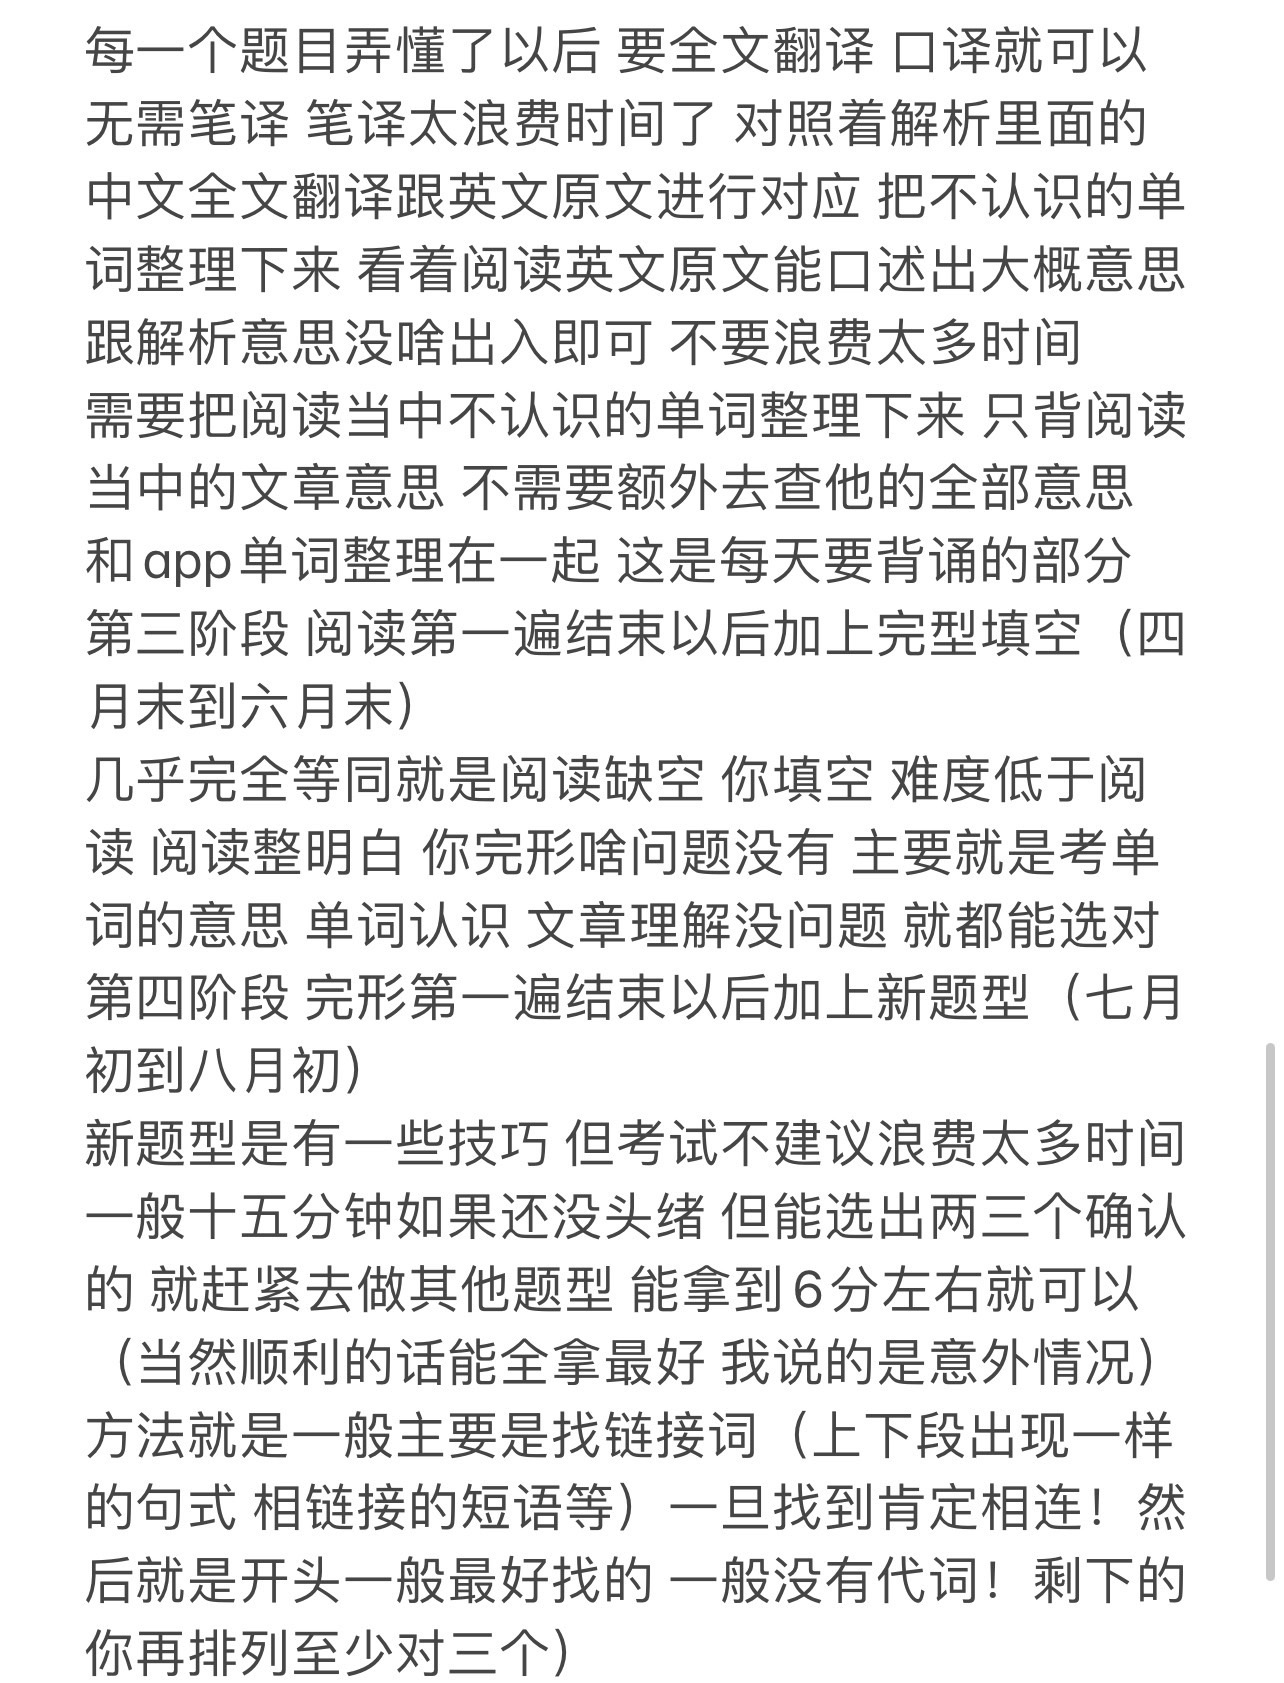 每一个题目弄懂了以后 要全文翻译 口译就可以
无需笔译 笔译太浪费时间了 对照着解析里面的
中文全文翻译跟英文原文进行对应 把不认识的单
词整理下来 看着阅读英文原文能口述出大概意思
跟解析意思没啥出入即可 不要浪费太多时间
需要把阅读当中不认识的单词整理下来 只背阅读
当中的文章意思 不需要额外去查他的全部意思
和app单词整理在一起 这是每天要背诵的部分
第三阶段 阅读第一遍结束以后加上完型填空（四
月末到六月末）
几乎完全等同就是阅读缺空 你填空 难度低于阅
读 阅读整明白 你完形啥问题没有 主要就是考单
词的意思 单词认识 文章理解没问题 就都能选对
第四阶段 完形第一遍结束以后加上新题型（七月
初到八月初）
新题型是有一些技巧 但考试不建议浪费太多时间
一般十五分钟如果还没头绪 但能选出两三个确认
的 就赶紧去做其他题型 能拿到6分左右就可以
（当然顺利的话能全拿最好 我说的是意外情况）
方法就是一般主要是找链接词（上下段出现一样
的句式 相链接的短语等）一旦找到肯定相连！然
后就是开头一般最好找的 一般没有代词！剩下的
你再排列至少对三个）